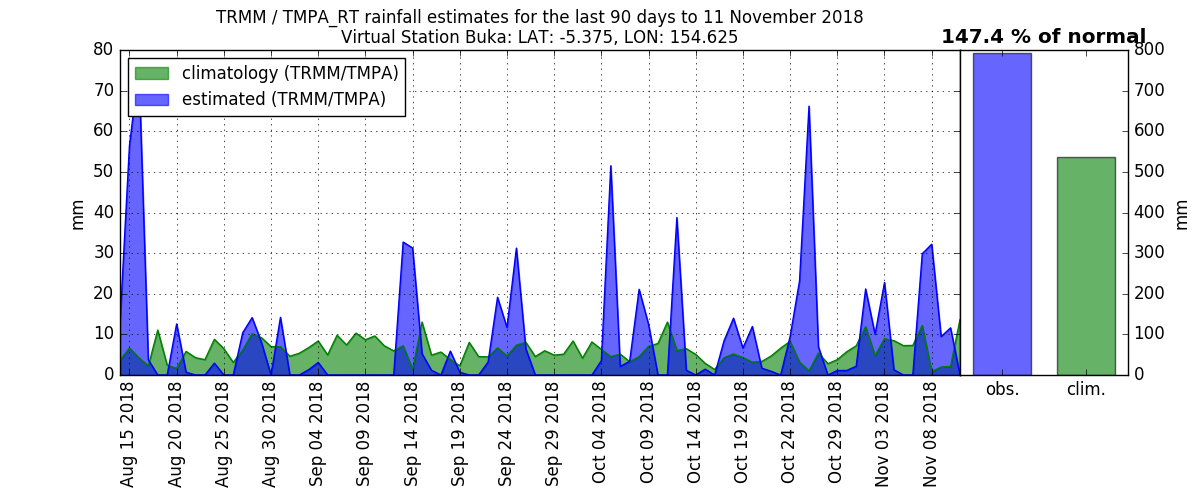 TRMM / TMPA_RT rainfall estimates for the last 90 days to 11 November 2018
Virtual Station Buka: LAT: -5.375, LON: 154.625
147.4 % of normal
climatology (TRMM/TMPA)
estimated (TRMM/TMPA)
mm
80
70
60
50
40
30
20
10
0
Aug 15 2018
Aug 20 2018
Aug 25 2018
Aug 30 2018
Sep 04 2018
Sep 09 2018
Sep 14 2018
Sep 19 2018
Sep 24 2018
Sep 29 2018
Oct 04 2018
Oct 09 2018
Oct 14 2018
Oct 19 2018
Oct 24 2018
Oct 29 2018
Nov 03 2018
Nov 08 2018
obs.
clim.
800
700
600
500
400
300
200
100
0
mm